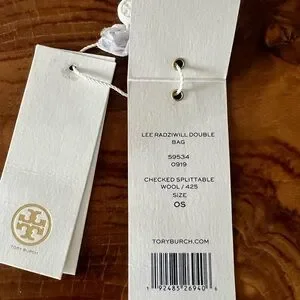 TORY BURCH
LEE RADZIWILL DOUBLE
BAG
59534
0919
CHECKED SPLITTABLE
WOOL / 425
SIZE
OS
TORYBURCH.COM
1 92485 26940 6